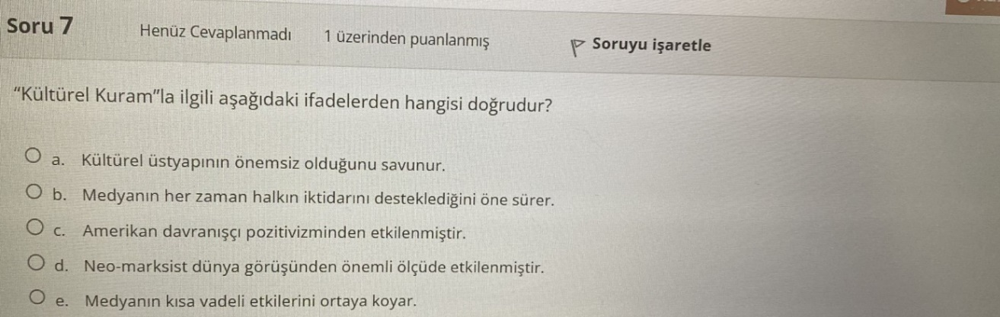 Soru 7 Henüz Cevaplanmadı 1 üzerinden puanlanmış Soruyu işaretle
“Kültürel Kuram”la ilgili aşağıdaki ifadelerden hangisi doğrudur?
a. Kültürel üstyapının önemsiz olduğunu savunur.
b. Medyanın her zaman halkın iktidarını desteklediğini öne sürer.
c. Amerikan davranışçı pozitivizminden etkilenmiştir.
d. Neo-marksist dünya görüşünden önemli ölçüde etkilenmiştir.
e. Medyanın kısa vadeli etkilerini ortaya koyar.